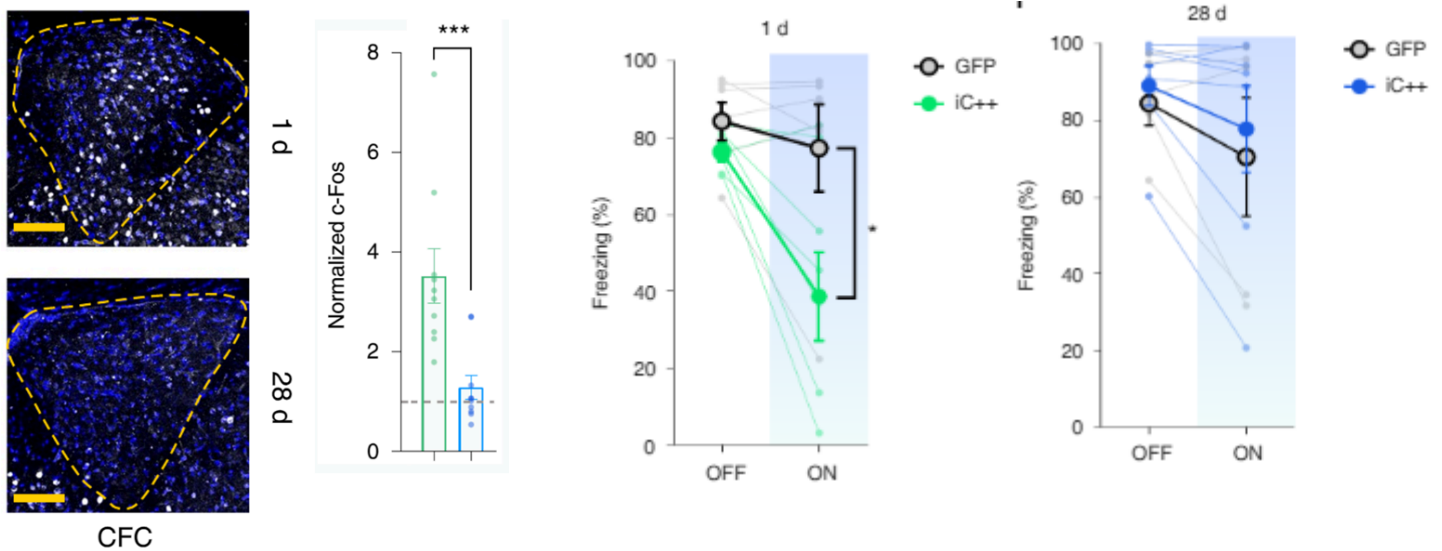 1 d
28 d
CFC
***
Normalized c-Fos
8
6
4
2
0
1 d
Freezing (%)
100
80
60
40
20
0
OFF ON
GFP
iC++
*
28 d
Freezing (%)
100
80
60
40
20
0
OFF ON
GFP
iC++